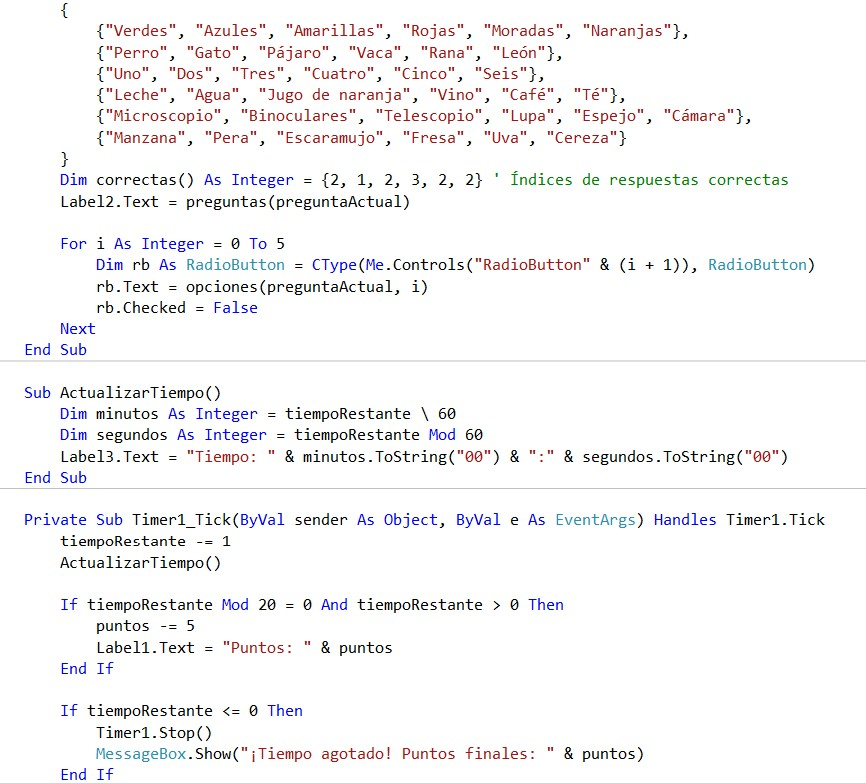 {
{"Verdes", "Azules", "Amarillas", "Rojas", "Moradas", "Naranjas"},
{"Perro", "Gato", "Pájaro", "Vaca", "Rana", "León"},
{"Uno", "Dos", "Tres", "Cuatro", "Cinco", "Seis"},
{"Leche", "Agua", "Jugo de naranja", "Vino", "Café", "Té"},
{"Microscopio", "Binoculares", "Telescopio", "Lupa", "Espejo", "Cámara"},
{"Manzana", "Pera", "Escaramujo", "Fresa", "Uva", "Cereza"}
}
Dim correctas() As Integer = {2, 1, 2, 3, 2, 2} ' Índices de respuestas correctas
Label2.Text = preguntas(preguntaActual)
For i As Integer = 0 To 5
Dim rb As RadioButton = CType(Me.Controls("RadioButton" & (i + 1)), RadioButton)
rb.Text = opciones(preguntaActual, i)
rb.Checked = False
Next
End Sub
Sub ActualizarTiempo()
Dim minutos As Integer = tiempoRestante \ 60
Dim segundos As Integer = tiempoRestante Mod 60
Label3.Text = "Tiempo: " & minutos.ToString("00") & ":" & segundos.ToString("00")
End Sub
Private Sub Timer1_Tick(ByVal sender As Object, ByVal e As EventArgs) Handles Timer1.Tick
tiempoRestante -= 1
ActualizarTiempo()
If tiempoRestante Mod 20 = 0 And tiempoRestante > 0 Then
puntos -= 5
Label1.Text = "Puntos: " & puntos
End If
If tiempoRestante <= 0 Then
Timer1.Stop()
MessageBox.Show("¡Tiempo agotado! Puntos finales: " & puntos)
End If